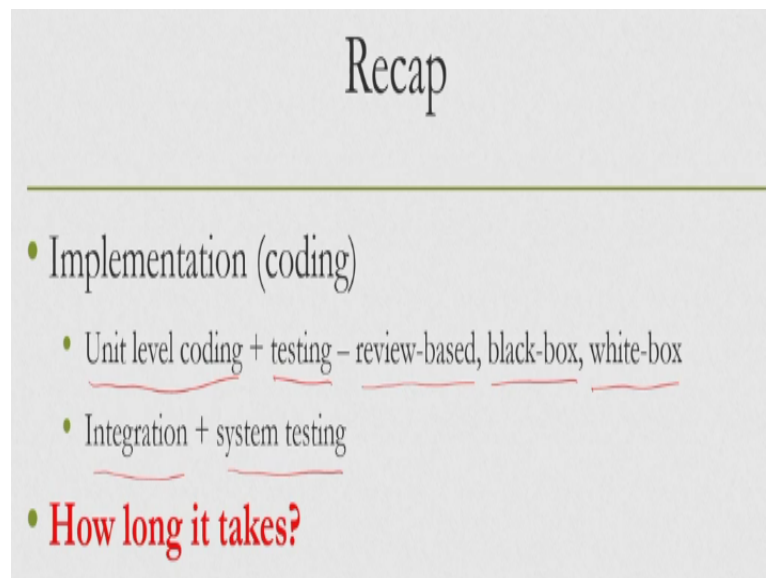 Recap
• Implementation (coding)
• Unit level coding + testing – review-based, black-box, white-box
• Integration + system testing
• How long it takes?